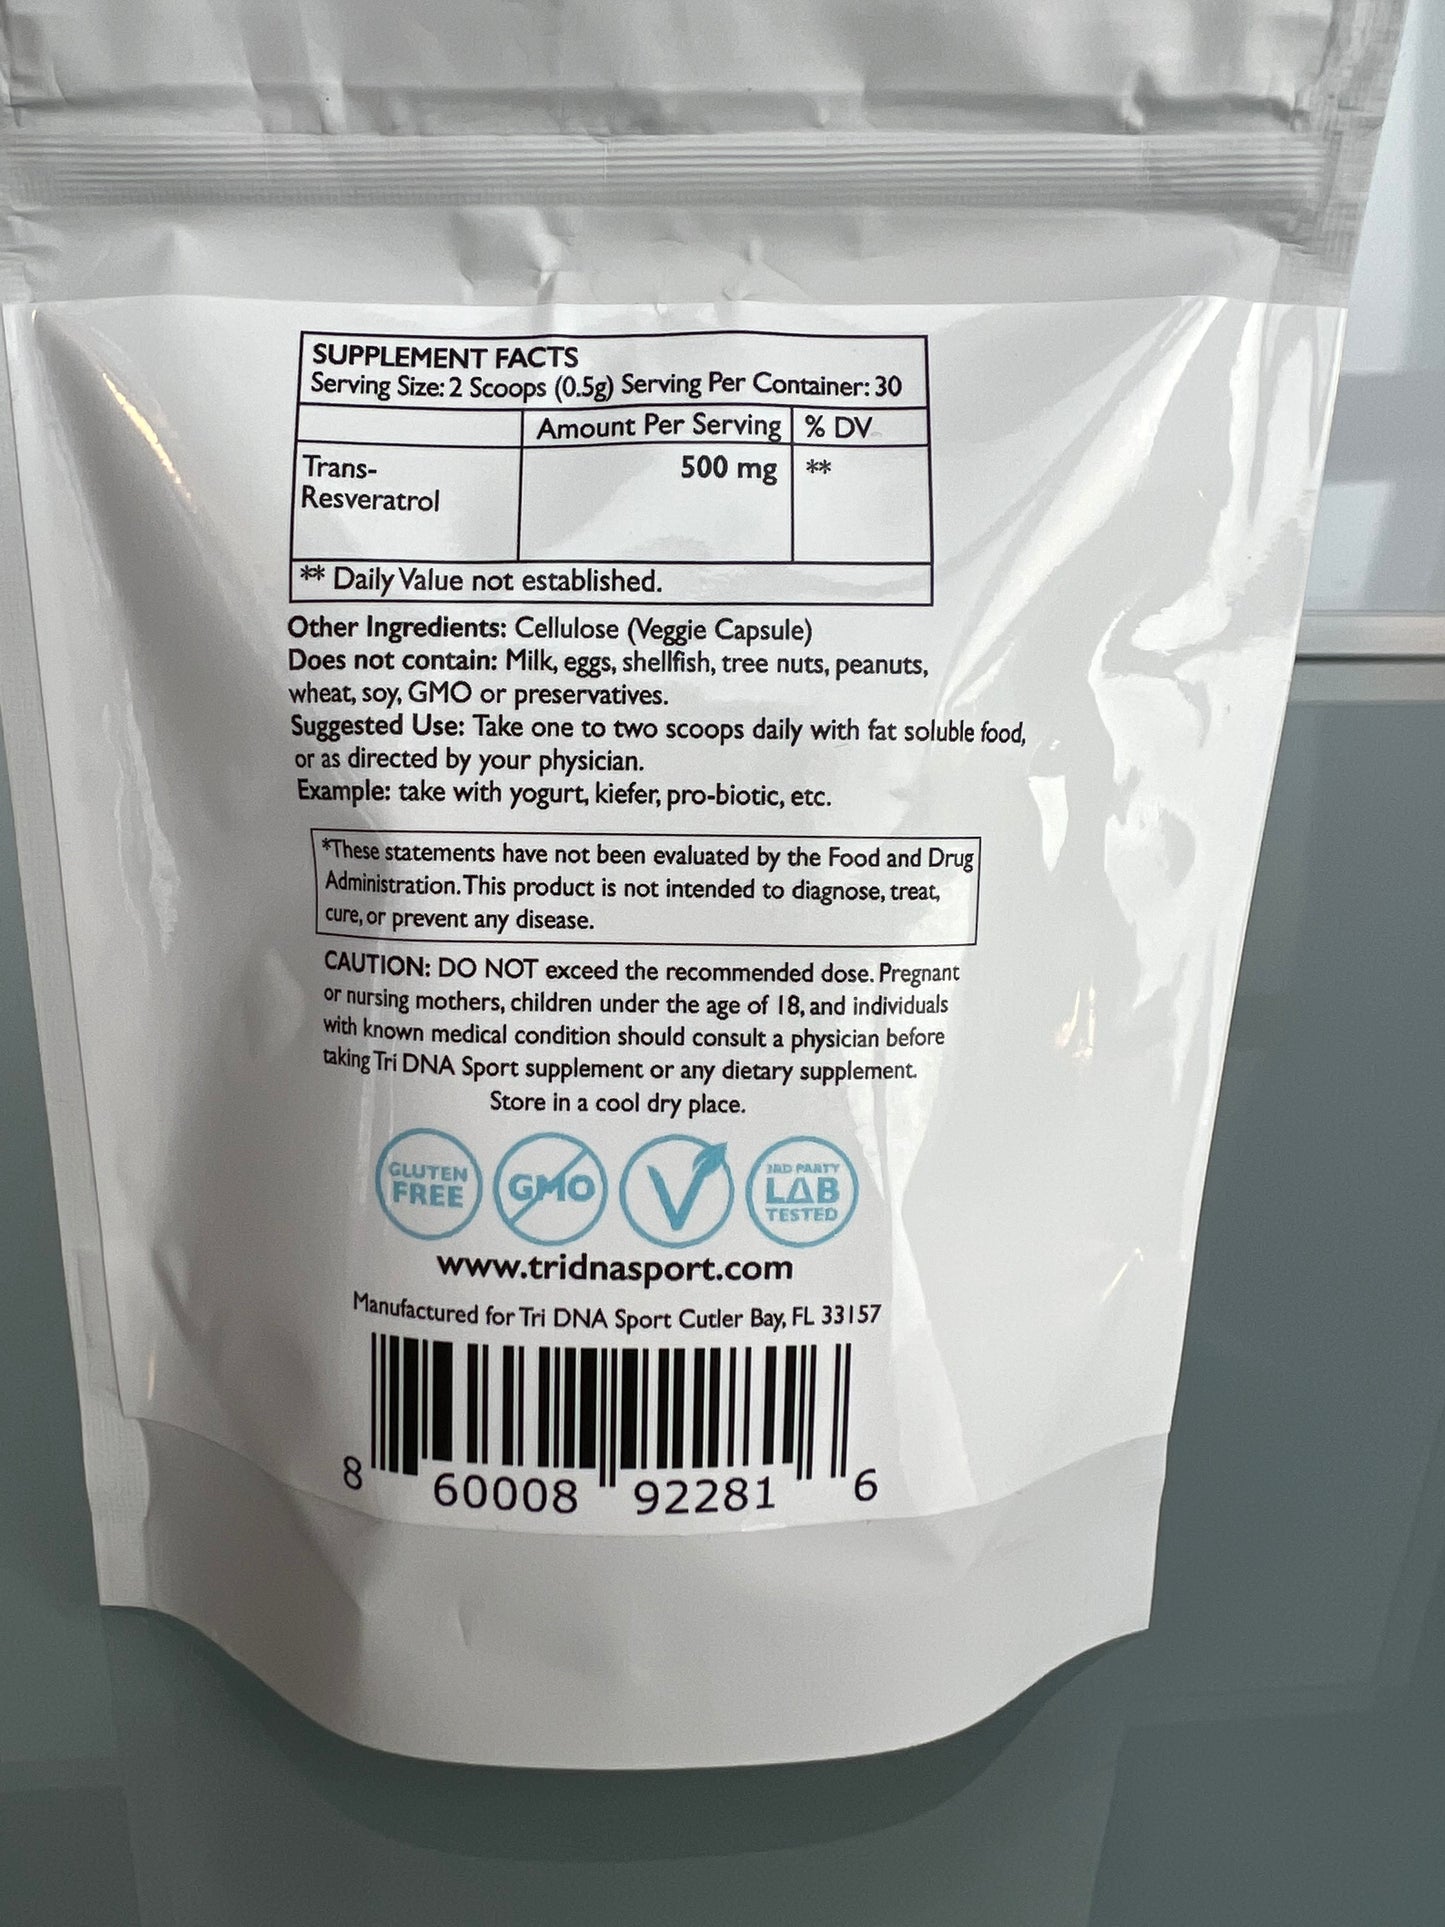 SUPPLEMENT FACTS
Serving Size: 2 Scoops (0.5g) Serving Per Container: 30
Amount Per Serving % DV
Trans- 500 mg **
Resveratrol
** Daily Value not established.
Other Ingredients: Cellulose (Veggie Capsule)
Does not contain: Milk, eggs, shellfish, tree nuts, peanuts,
wheat, soy, GMO or preservatives.
Suggested Use: Take one to two scoops daily with fat soluble food,
or as directed by your physician.
Example: take with yogurt, kiefer, pro-biotic, etc.
*These statements have not been evaluated by the Food and Drug
Administration. This product is not intended to diagnose, treat,
cure, or prevent any disease.
CAUTION: DO NOT exceed the recommended dose. Pregnant
or nursing mothers, children under the age of 18, and individuals
with known medical condition should consult a physician before
taking Tri DNA Sport supplement or any dietary supplement.
Store in a cool dry place.
GLUTEN
FREE
GMO
V
3RD PARTY
LAB
TESTED
www.tridnasport.com
Manufactured for Tri DNA Sport Cutler Bay, FL 33157
8 60008 92281 6